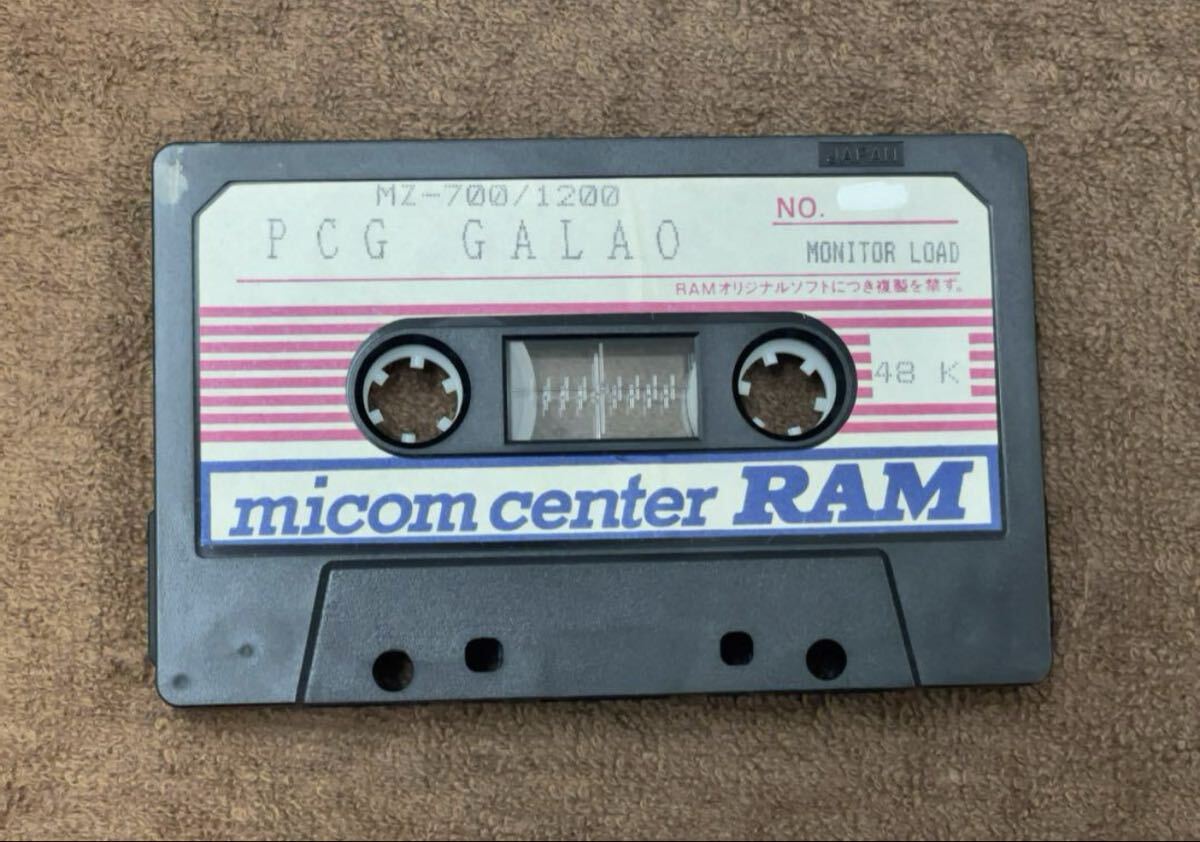 JAPAN
MZ-700/1200
PCG GALAO
NO.
MONITOR LOAD
RAMオリジナルソフトにつき複製を禁ず。
48 K
micom center RAM